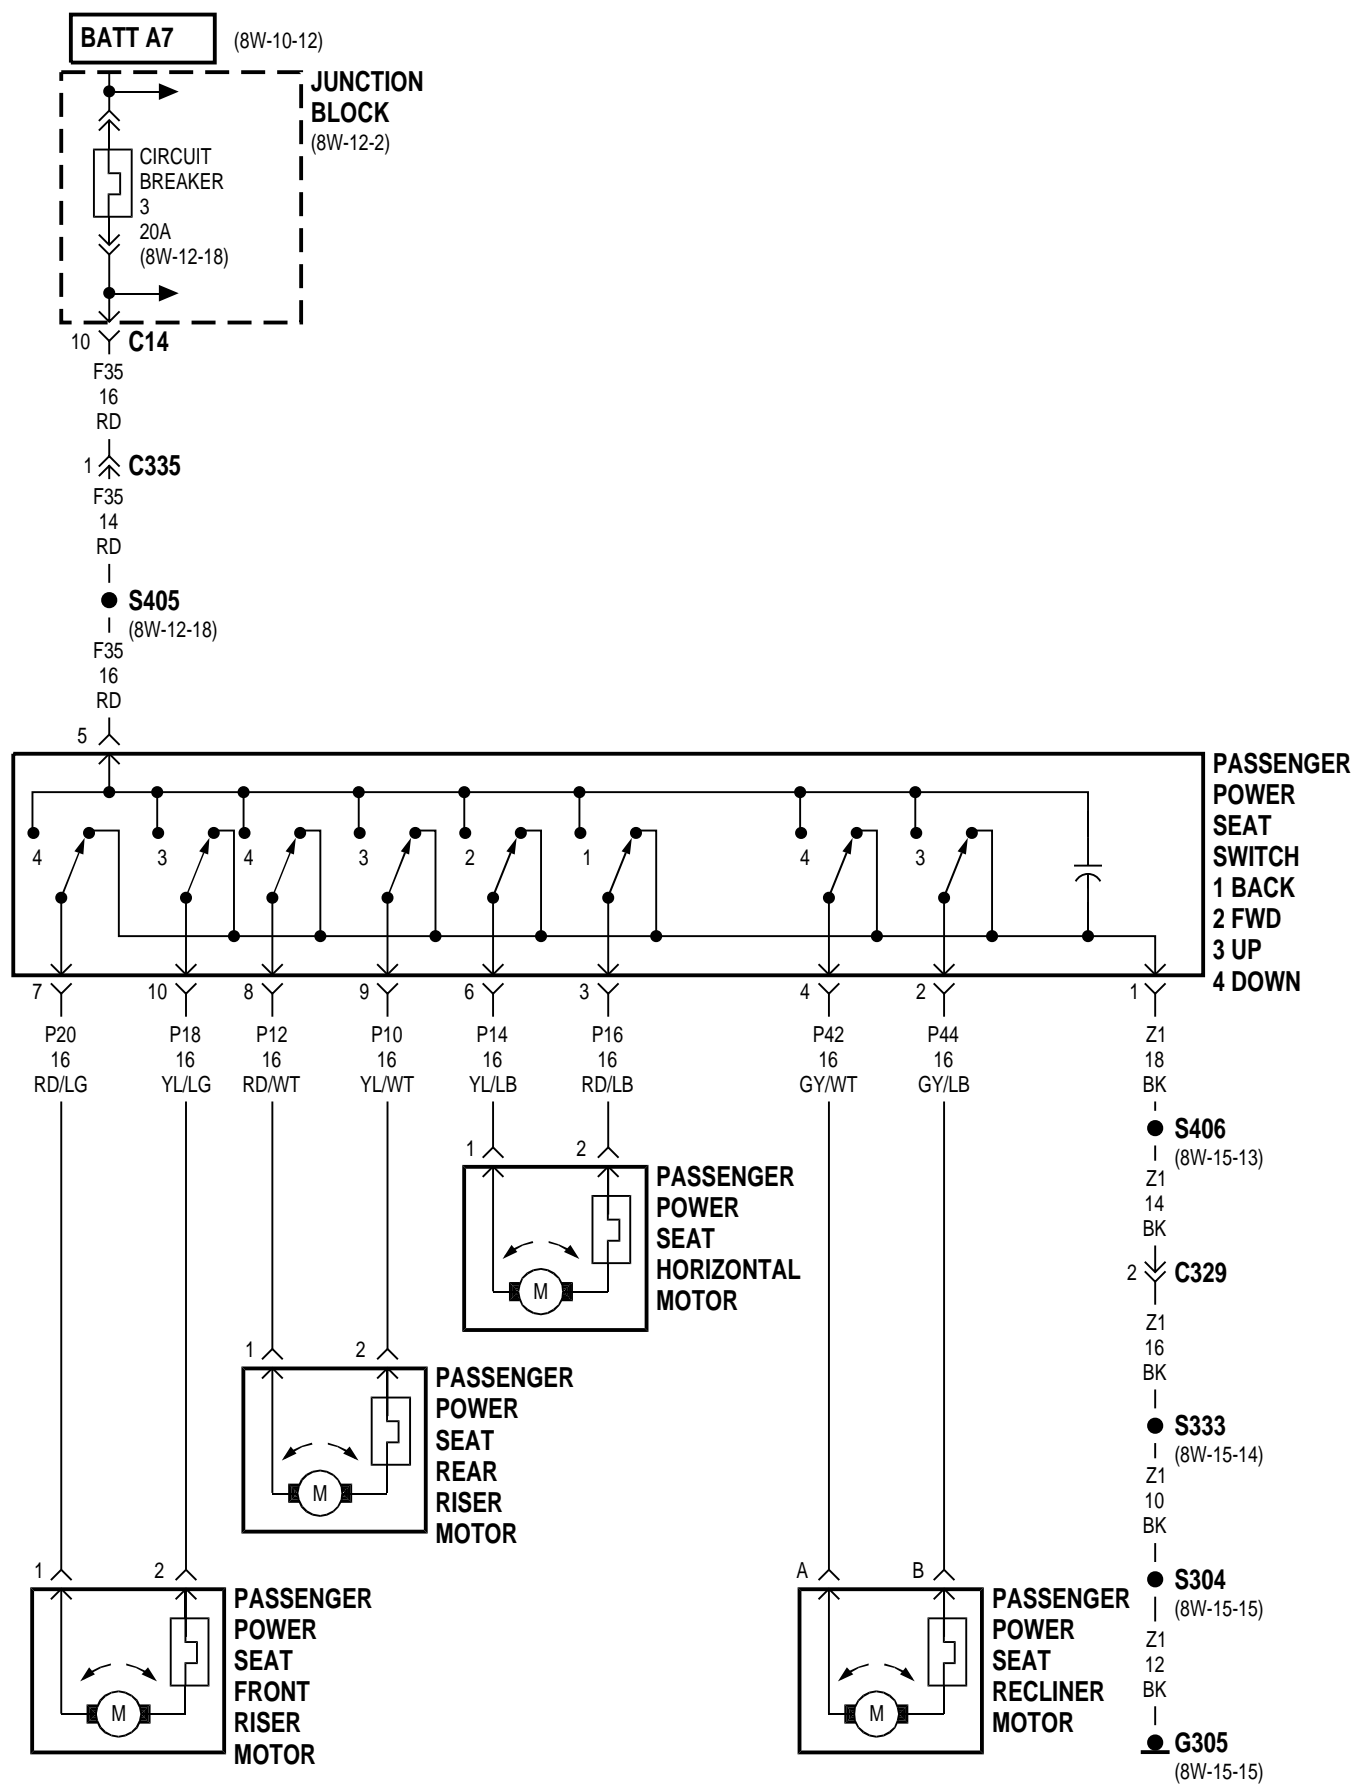 BATT A7
(8W-10-12)
JUNCTION
BLOCK
(8W-12-2)
CIRCUIT
BREAKER
3
20A
(8W-12-18)
10
C14
F35
16
RD
1
C335
F35
14
RD
S405
(8W-12-18)
F35
16
RD
5
PASSENGER
POWER
SEAT
SWITCH
1 BACK
2 FWD
3 UP
4 DOWN
4 3 4 3 2 1 4 3
7 10 8 9 6 3 4 2 1
P20 P18 P12 P10 P14 P16 P42 P44 Z1
16 16 16 16 16 16 16 16 18
RD/LG YL/LG RD/WT YL/WT YL/LB RD/LB GY/WT GY/LB BK
S406
(8W-15-13)
Z1
14
BK
2
C329
Z1
16
BK
S333
(8W-15-14)
Z1
10
BK
S304
(8W-15-15)
Z1
12
BK
G305
(8W-15-15)
1 2
PASSENGER
POWER
SEAT
HORIZONTAL
MOTOR
M
1 2
PASSENGER
POWER
SEAT
REAR
RISER
MOTOR
M
1 2
PASSENGER
POWER
SEAT
FRONT
RISER
MOTOR
M
A B
PASSENGER
POWER
SEAT
RECLINER
MOTOR
M